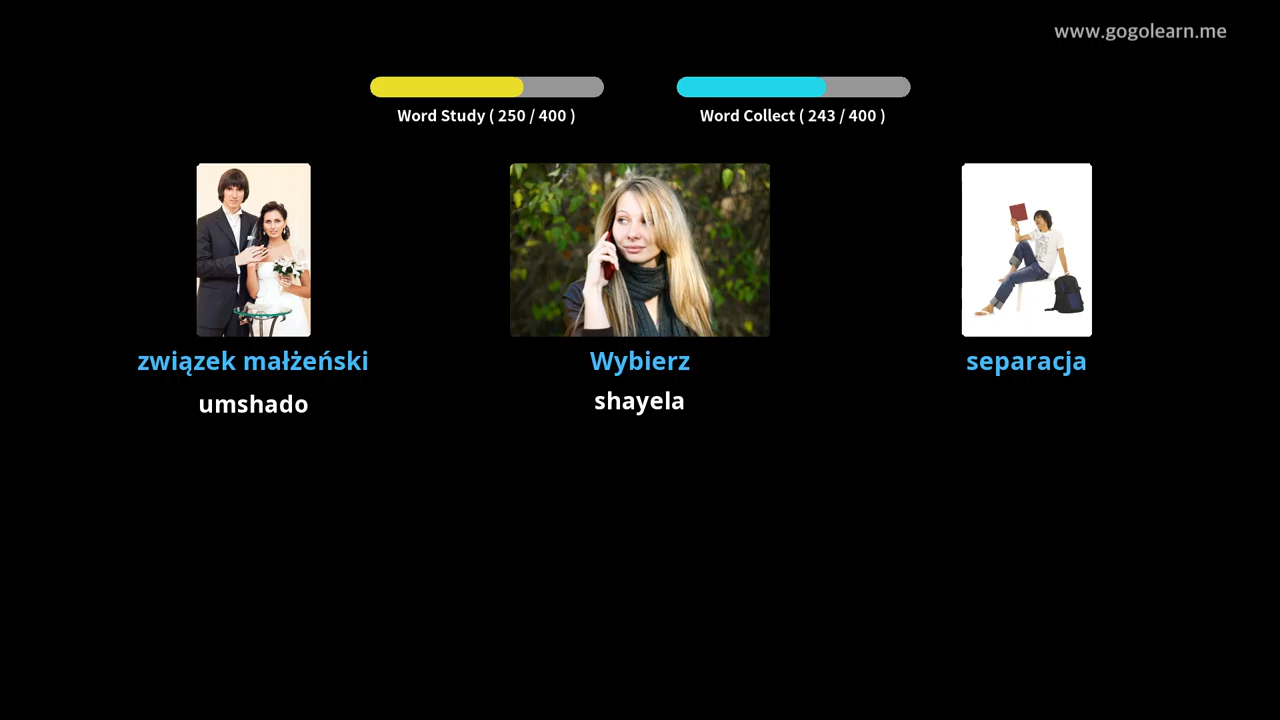 www.gogolearn.me
Word Study ( 250 / 400 )
Word Collect ( 243 / 400 )
związek małżeński
Wybierz
separacja
umshado
shayela